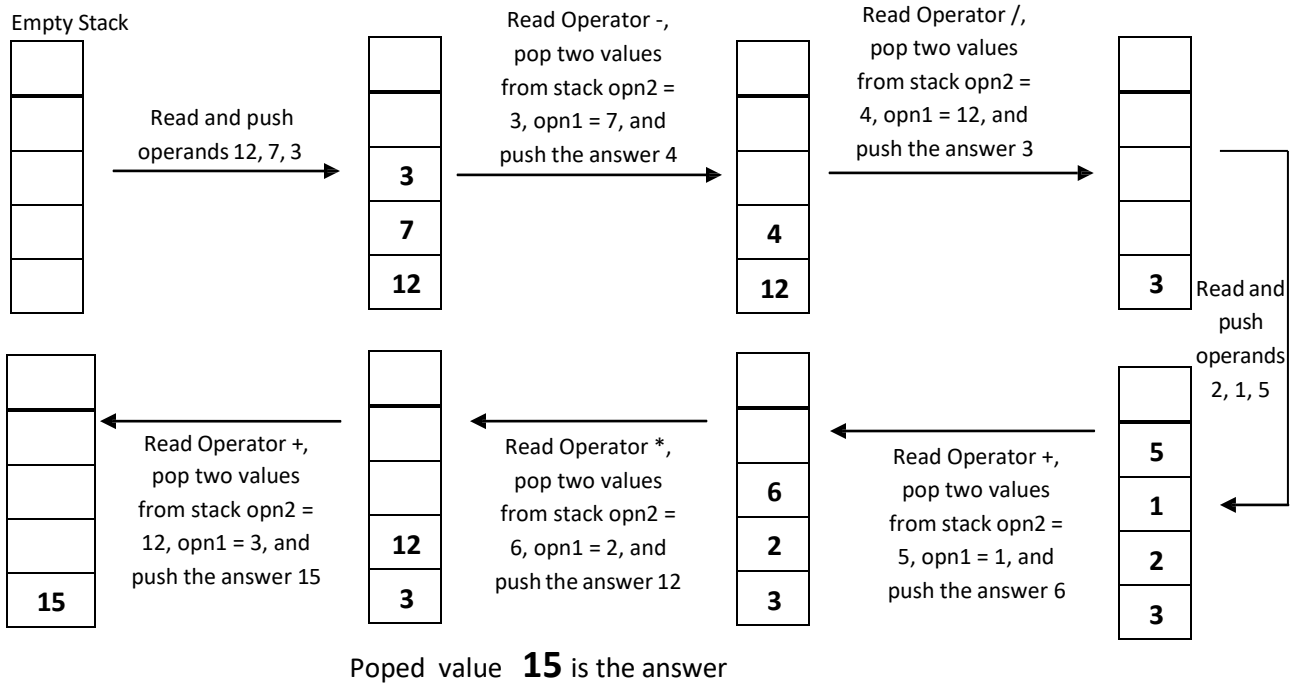 Empty Stack
Read and push
operands 12, 7, 3
3
7
12
Read Operator -,
pop two values
from stack opn2 =
3, opn1 = 7, and
push the answer 4
4
12
Read Operator /,
pop two values
from stack opn2 =
4, opn1 = 12, and
push the answer 3
3
Read and
push
operands
2, 1, 5
5
1
2
3
Read Operator +,
pop two values
from stack opn2 =
5, opn1 = 1, and
push the answer 6
6
2
3
Read Operator *,
pop two values
from stack opn2 =
6, opn1 = 2, and
push the answer 12
12
3
Read Operator +,
pop two values
from stack opn2 =
12, opn1 = 3, and
push the answer 15
15
Poped value 15 is the answer